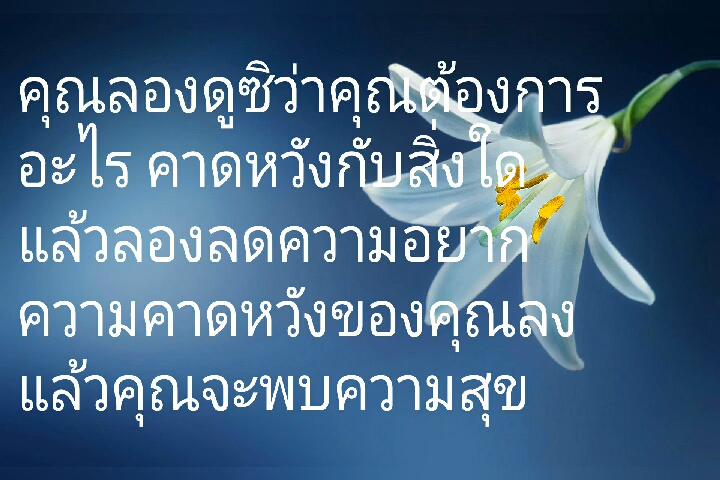 คุณลองดูซิว่าคุณต้องการ
อะไร คาดหวังกับสิ่งใด
แล้วลองลดความอยาก
ความคาดหวังของคุณลง
แล้วคุณจะพบความสุข